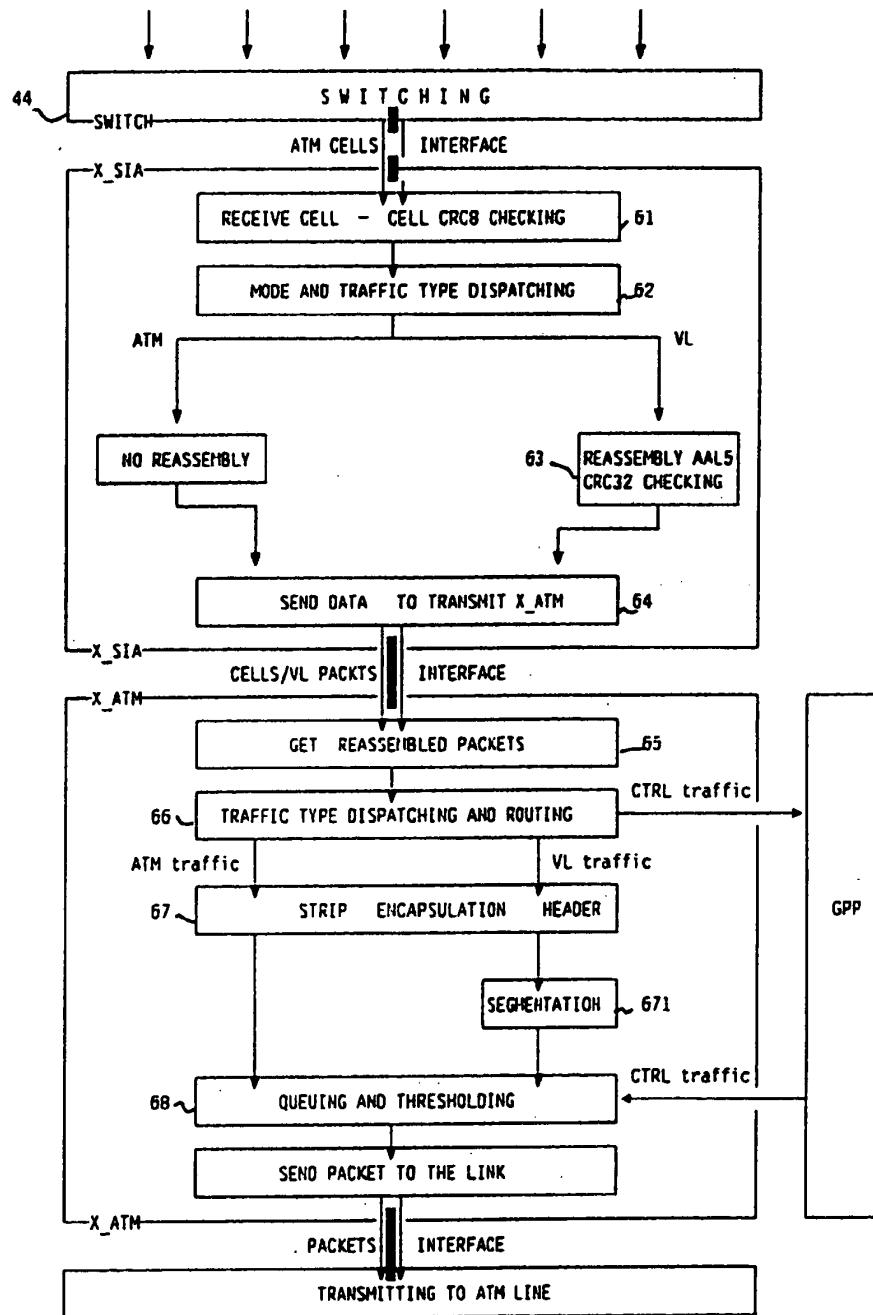 SWITCHING
44
SWITCH
ATM CELLS INTERFACE
X_SIA
RECEIVE CELL - CELL CRC8 CHECKING 61
MODE AND TRAFFIC TYPE DISPATCHING 62
ATM VL
NO REASSEMBLY
63 REASSEMBLY AAL5
CRC32 CHECKING
SEND DATA TO TRANSMIT X_ATM 64
X_SIA
CELLS/VL PACKTS INTERFACE
X_ATM
GET REASSEMBLED PACKETS 65
CTRL traffic
66 TRAFFIC TYPE DISPATCHING AND ROUTING
ATM traffic VL traffic
67 STRIP ENCAPSULATION HEADER
GPP
SEGMENTATION 671
CTRL traffic
68 QUEUING AND THRESHOLDING
SEND PACKET TO THE LINK
X_ATM
PACKETS INTERFACE
TRANSMITTING TO ATM LINE